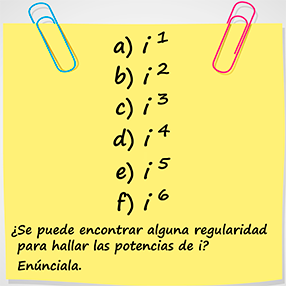 a) i ¹
b) i ²
c) i ³
d) i ⁴
e) i ⁵
f) i ⁶
¿Se puede encontrar alguna regularidad
para hallar las potencias de i?
Enúnciala.